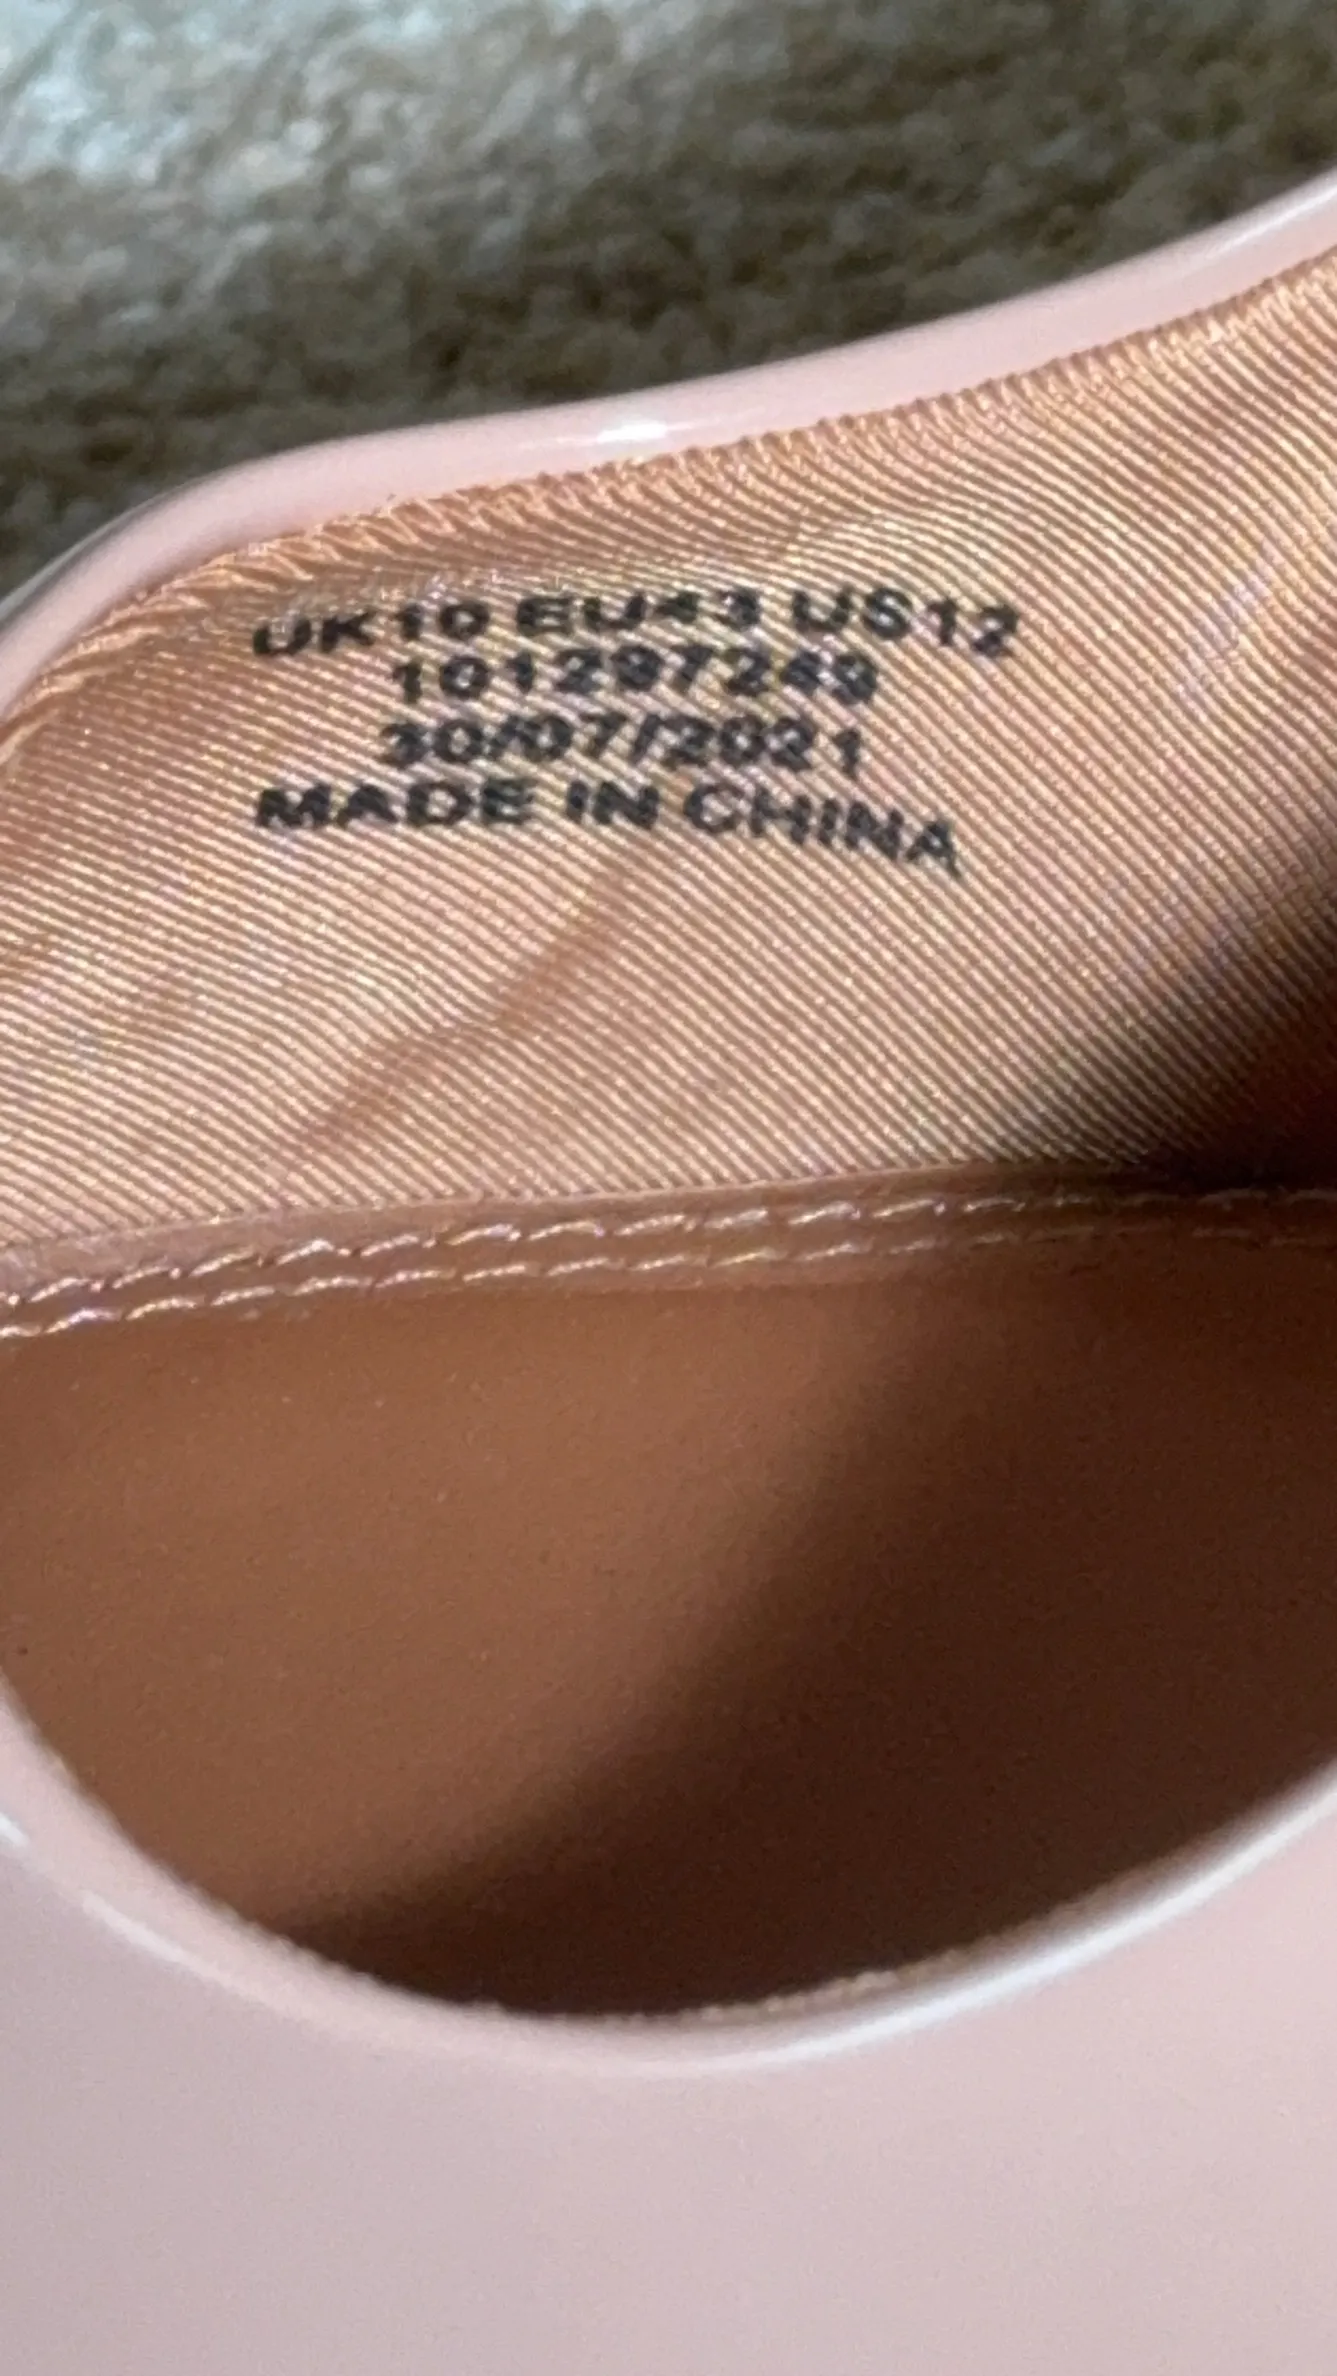 UK10 EU43 US12
101297249
30/07/2021
MADE IN CHINA